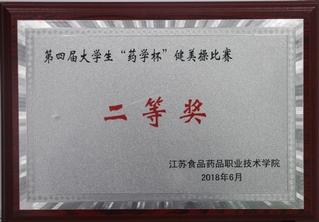 第四届大学生“药学杯”健美操比赛
二等奖
江苏食品药品职业技术学院
2018年6月